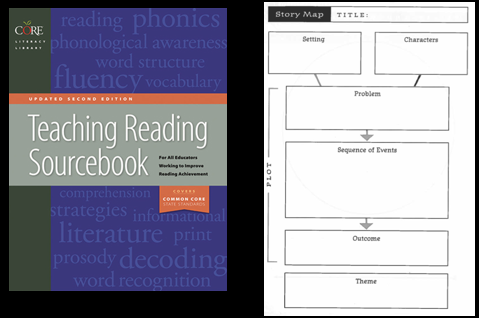 CORE
LITERACY
LIBRARY
reading phonics
phonological awareness
word structure
fluency vocabulary
UPDATED SECOND EDITION
Teaching Reading
Sourcebook
For All Educators
Working to Improve
Reading Achievement
COVERS
COMMON CORE
STATE STANDARDS
comprehension
strategies informational
literature print
prosody decoding
word recognition
Story Map TITLE:
Setting
Characters
Problem
PLOT
Sequence of Events
Outcome
Theme